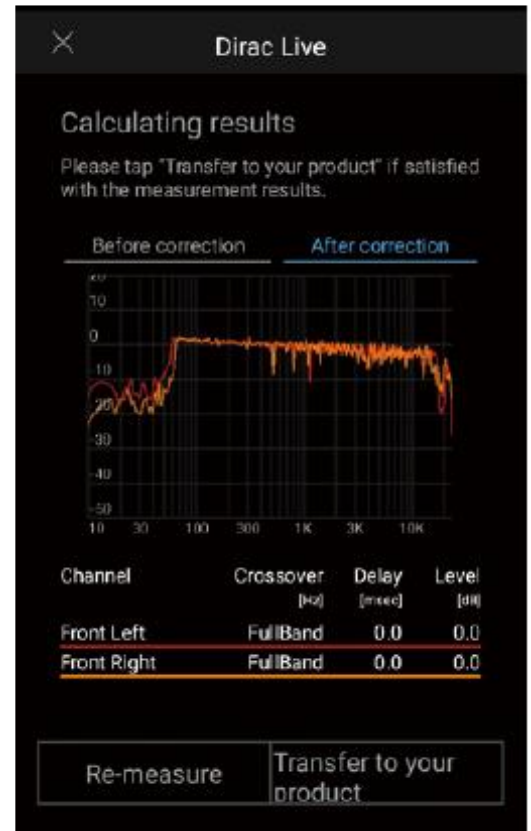 Dirac Live
Calculating results
Please tap "Transfer to your product" if satisfied
with the measurement results.
Before correction After correction
20
10
0
-10
-20
-30
-40
-50
10 30 100 300 1K 3K 10K
Channel Crossover Delay Level
[Hz] [msec] [dB]
Front Left FullBand 0.0 0.0
Front Right FullBand 0.0 0.0
Re-measure Transfer to your
product